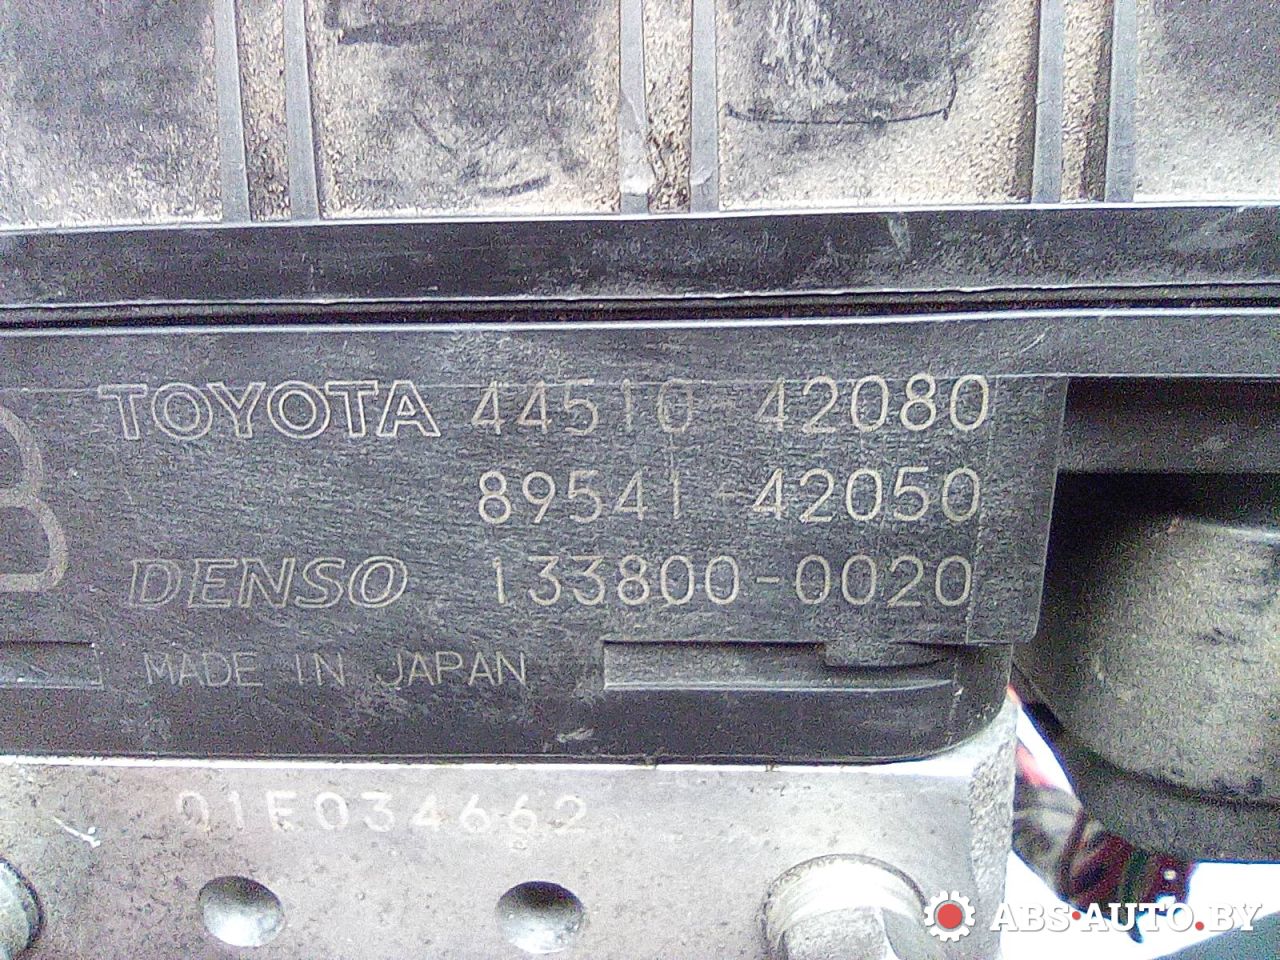 TOYOTA 44510-42080
89541-42050
B
DENSO 133800-0020
MADE IN JAPAN
01E034662
ABS-AUTO.BY